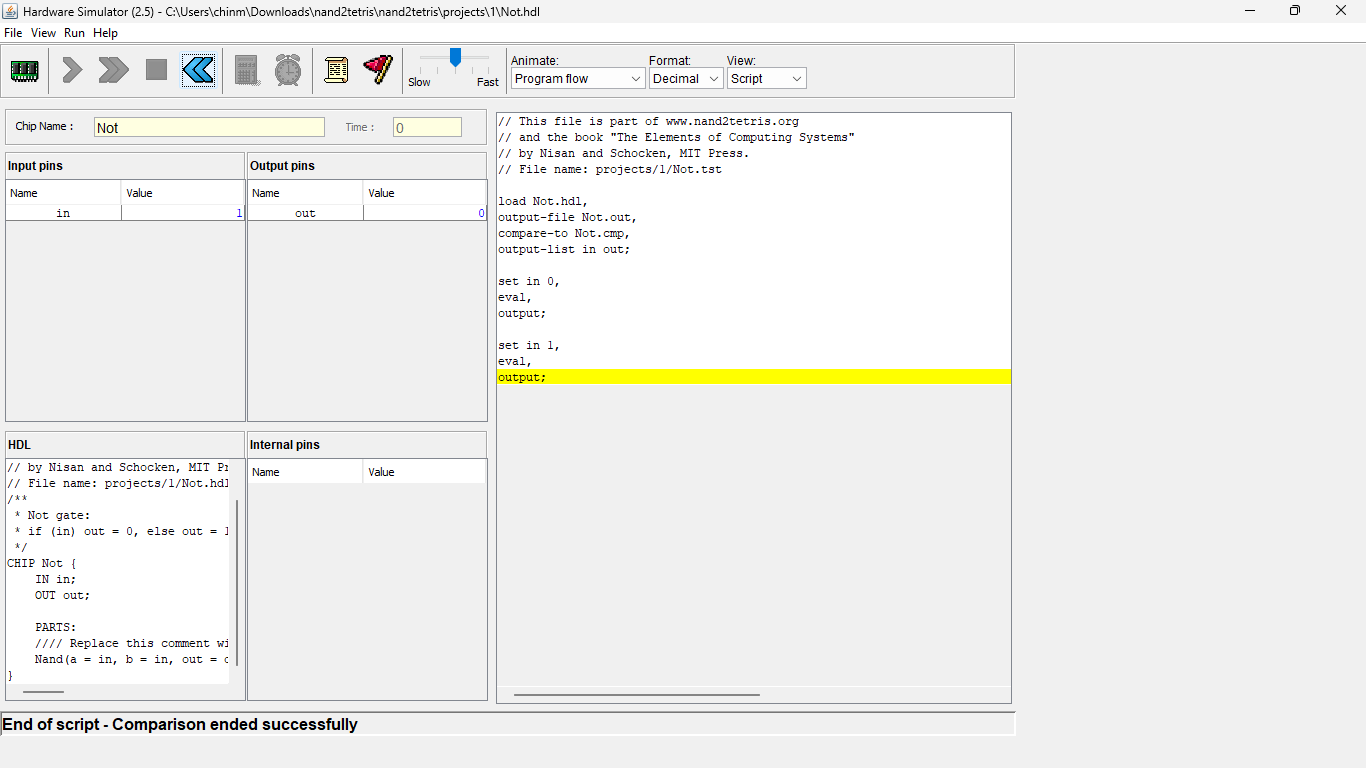 Hardware Simulator (2.5) - C:\Users\chinm\Downloads\nand2tetris\nand2tetris\projects\1\Not.hdl
File View Run Help
Animate: Format: View:
Slow Fast Program flow Decimal Script
Chip Name : Not Time : 0
Input pins Output pins
Name Value Name Value
in 1 out 0
HDL Internal pins
Name Value
// by Nisan and Schocken, MIT
// File name: projects/1/Not.hdl
/**
* Not gate:
* if (in) out = 0, else out =
*/
CHIP Not {
IN in;
OUT out;
PARTS:
//// Replace this comment
Nand(a = in, b = in, out =
}
// This file is part of www.nand2tetris.org
// and the book "The Elements of Computing Systems"
// by Nisan and Schocken, MIT Press.
// File name: projects/1/Not.tst
load Not.hdl,
output-file Not.out,
compare-to Not.cmp,
output-list in out;
set in 0,
eval,
output;
set in 1,
eval,
output;
End of script - Comparison ended successfully